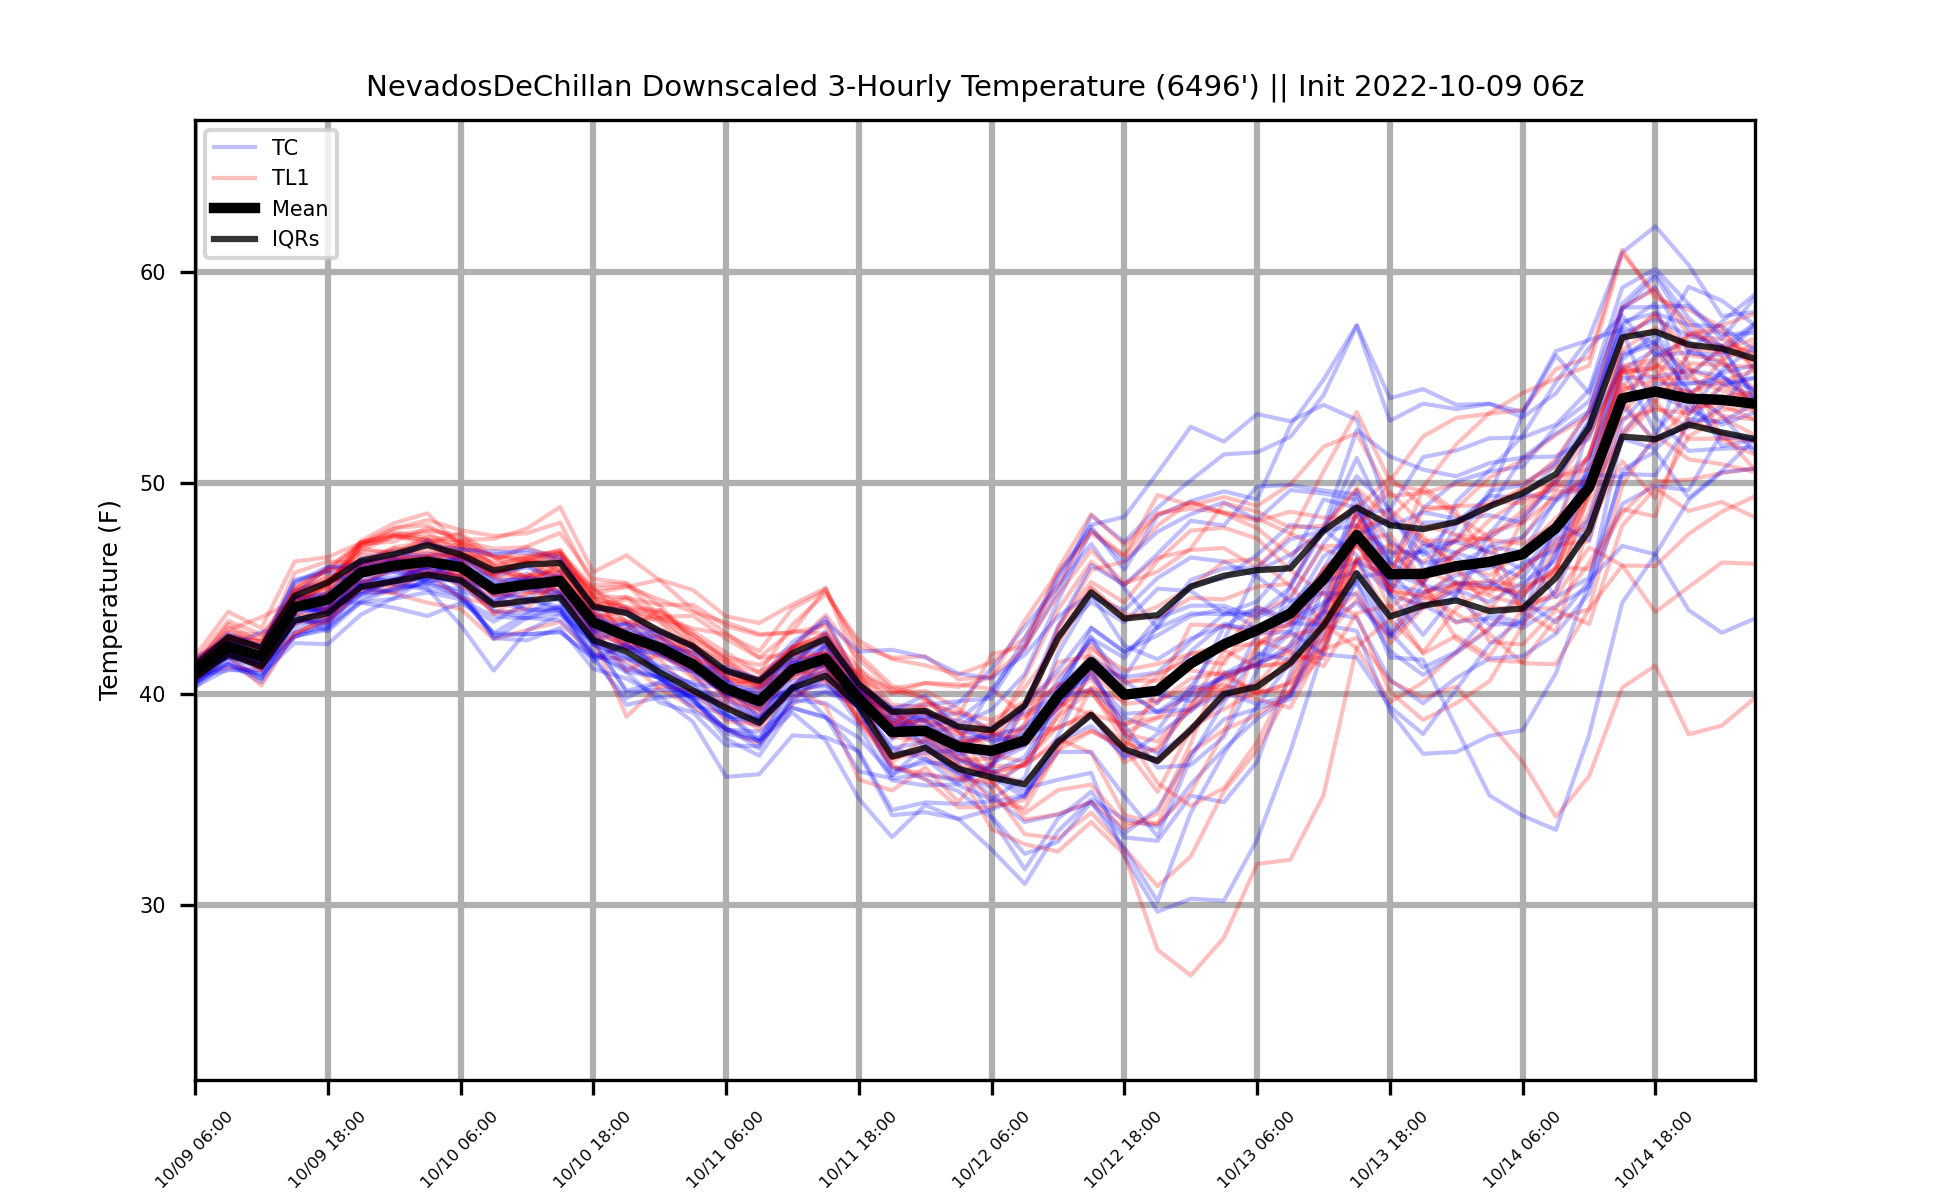 NevadosDeChillan Downscaled 3-Hourly Temperature (6496') || Init 2022-10-09 06z
TC
TL1
Mean
IQRs
Temperature (F)
60
50
40
30
10/09 06:00
10/09 18:00
10/10 06:00
10/10 18:00
10/11 06:00
10/11 18:00
10/12 06:00
10/12 18:00
10/13 06:00
10/13 18:00
10/14 06:00
10/14 18:00